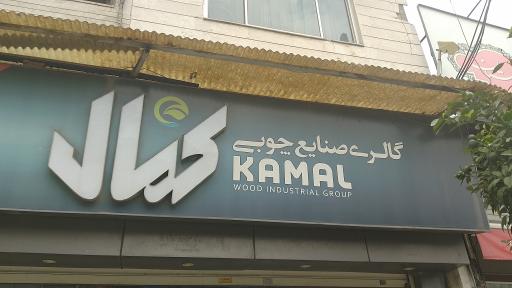 کمال
گالری صنایع چوبی
KAMAL
WOOD INDUSTRIAL GROUP